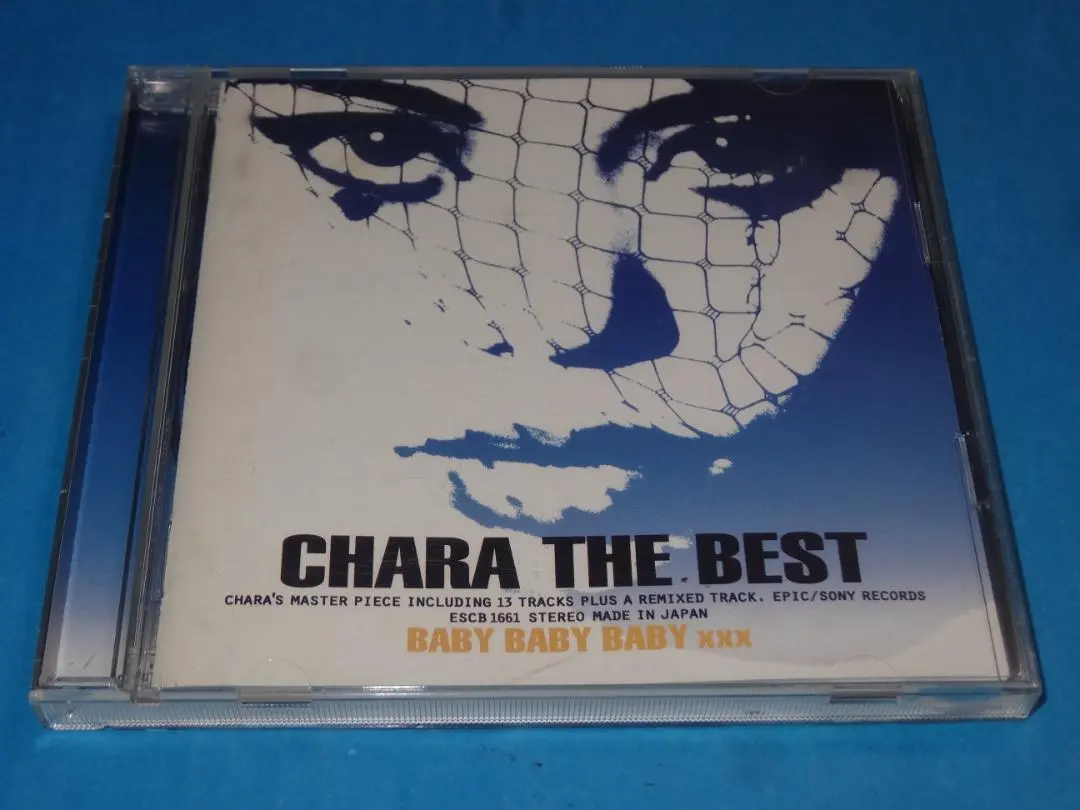 CHARA THE BEST
CHARA'S MASTER PIECE INCLUDING 13 TRACKS PLUS A REMIXED TRACK. EPIC/SONY RECORDS
ESCB 1661 STEREO MADE IN JAPAN
BABY BABY BABY xxx